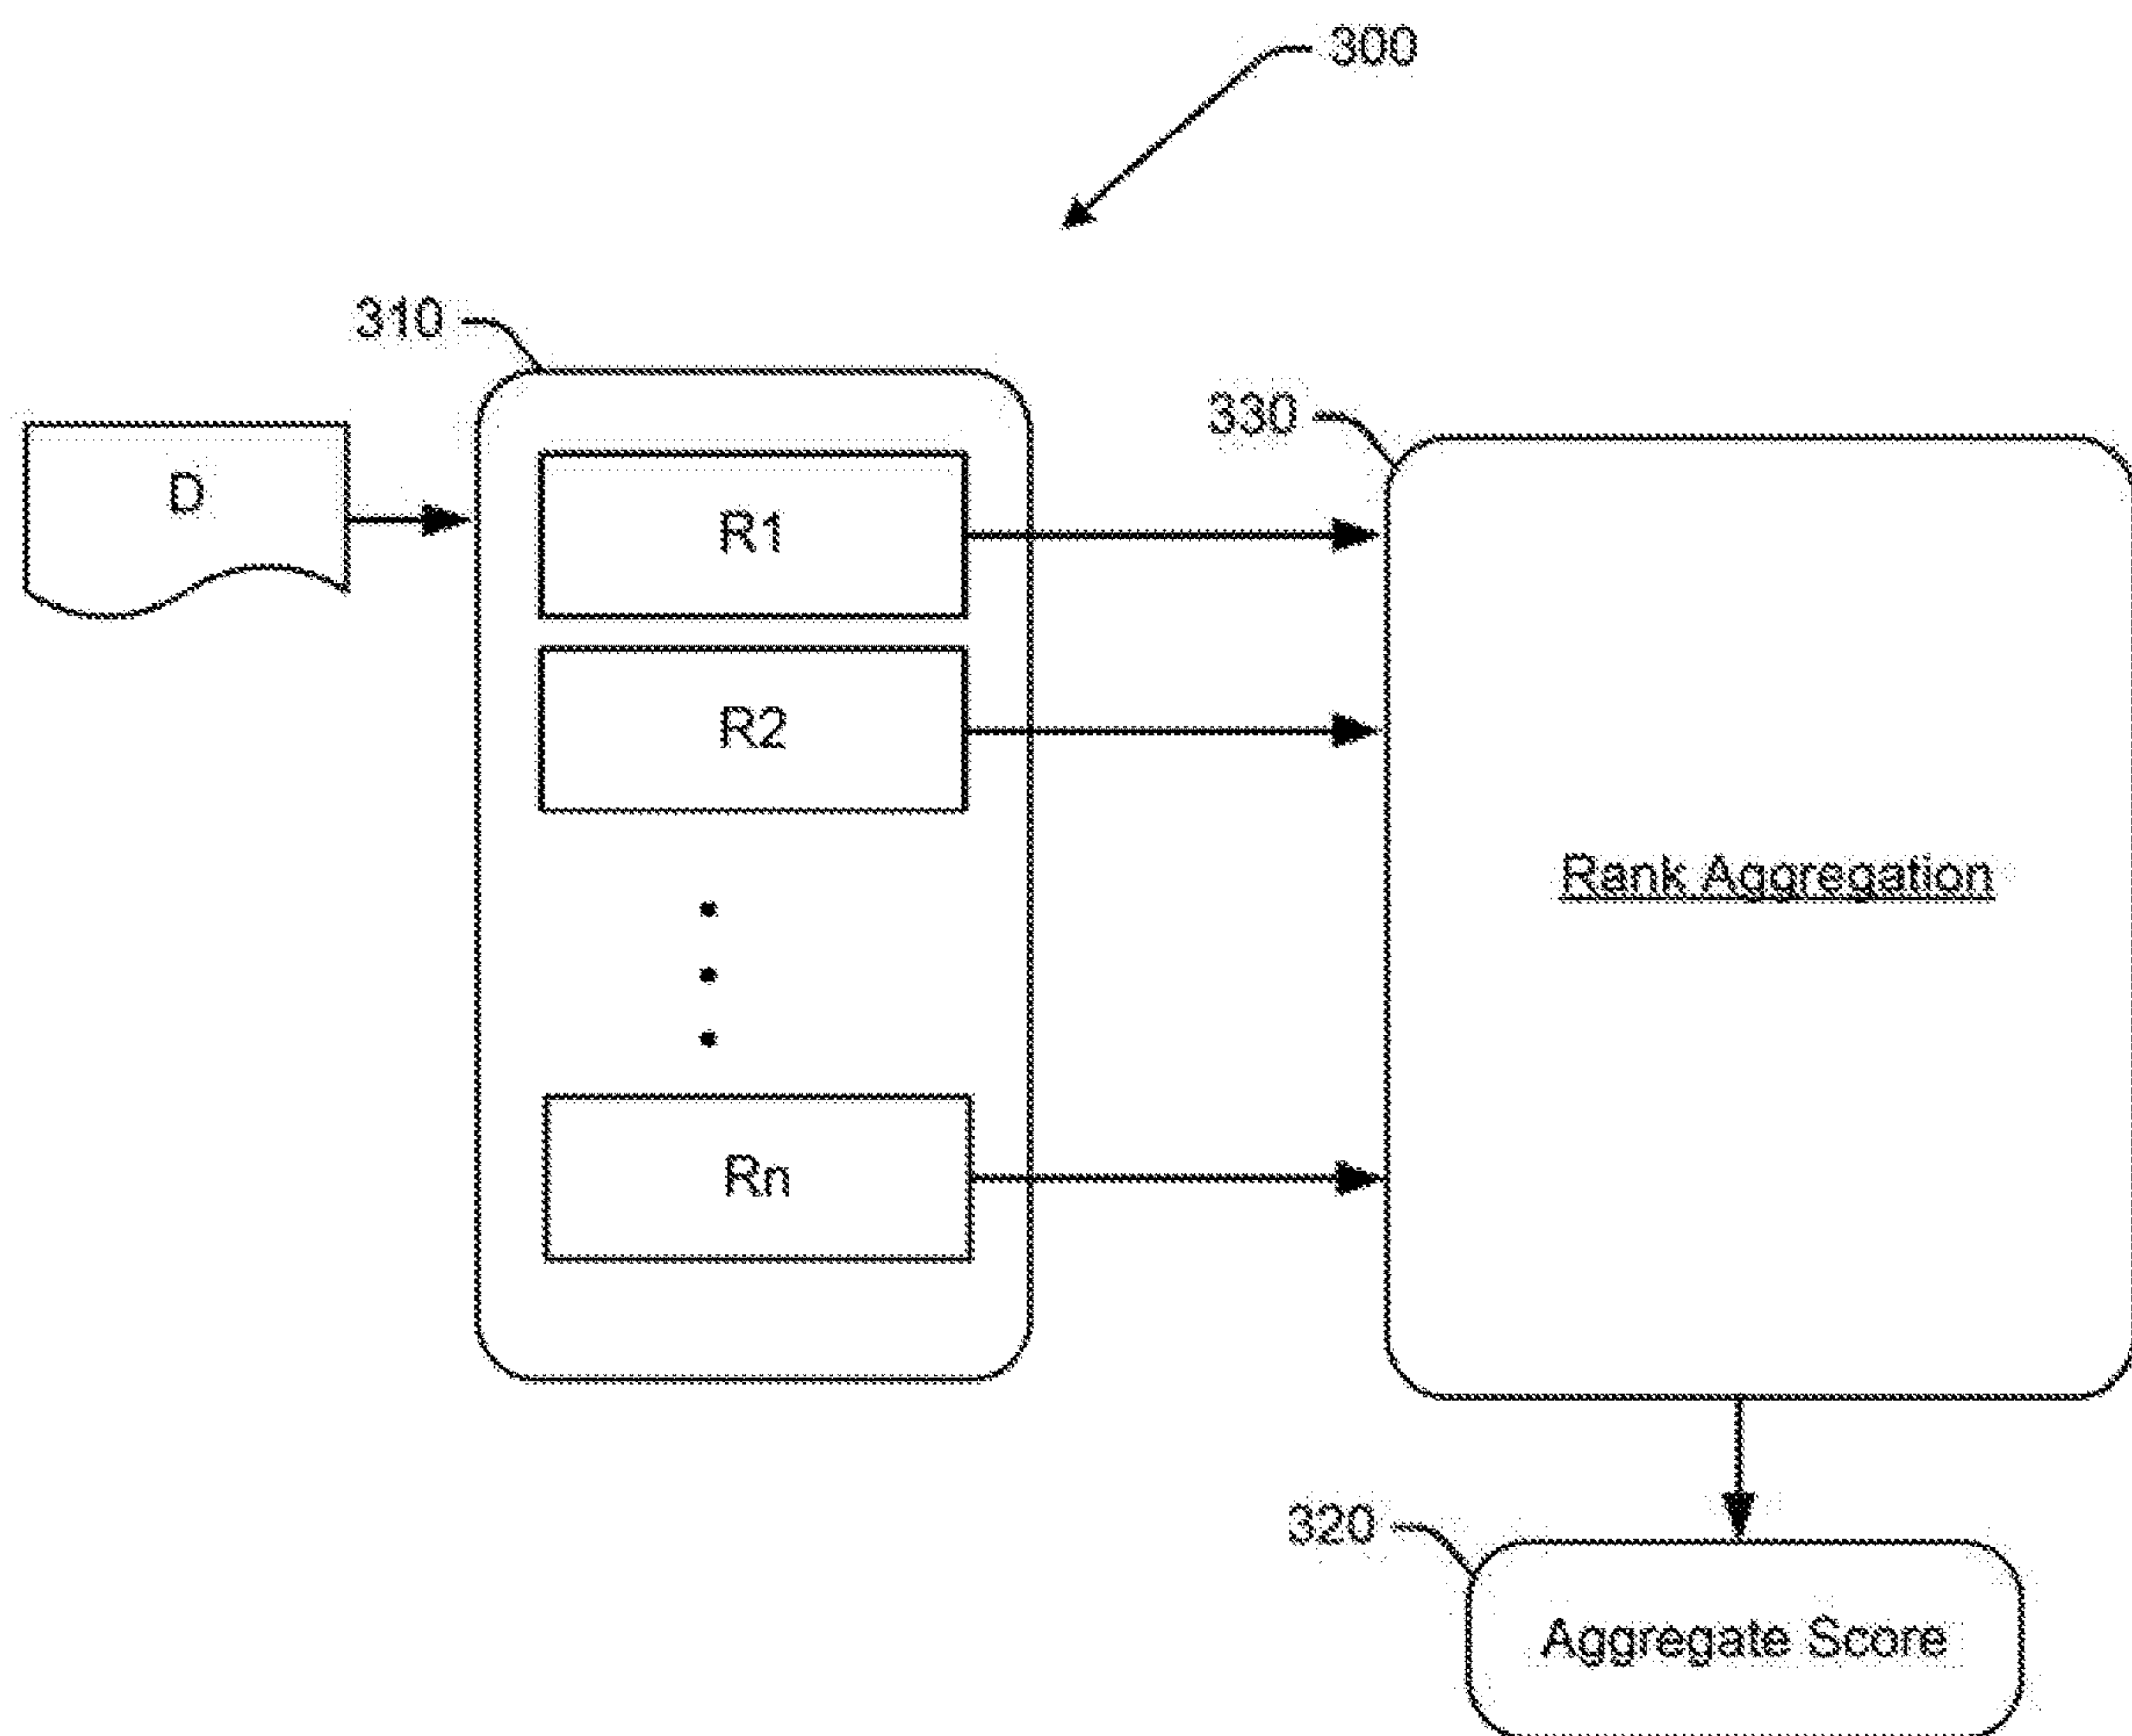 300
310
330
D
R1
R2
Rank Aggregation
Rn
320
Aggregate Score